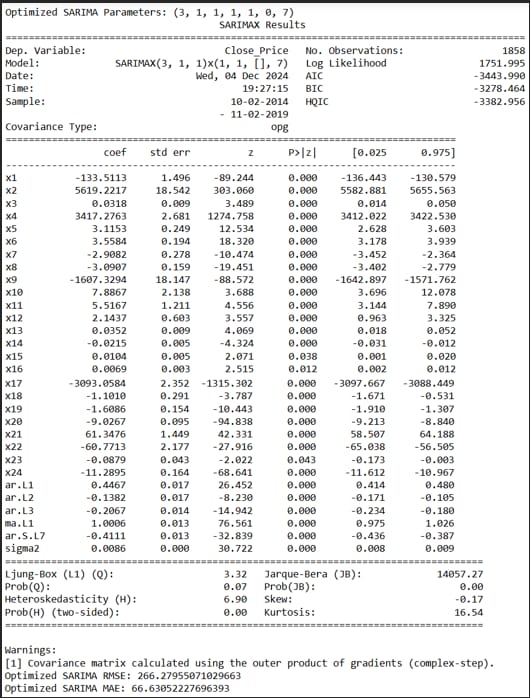 Optimized SARIMA Parameters: (3, 1, 1, 1, 1, 0, 7)
SARIMAX Results
==========================================================================================
Dep. Variable: Close_Price No. Observations: 1858
Model: SARIMAX(3, 1, 1)x(1, 1, [], 7) Log Likelihood 1751.995
Date: Wed, 04 Dec 2024 AIC -3443.990
Time: 19:27:15 BIC -3278.464
Sample: 10-02-2014 HQIC -3382.956
- 11-02-2019
Covariance Type: opg
==============================================================================
coef std err z P>|z| [0.025 0.975]
------------------------------------------------------------------------------
x1 -133.5113 1.496 -89.244 0.000 -136.443 -130.579
x2 5619.2217 18.542 303.060 0.000 5582.881 5655.563
x3 0.0318 0.009 3.489 0.000 0.014 0.050
x4 3417.2763 2.681 1274.758 0.000 3412.022 3422.530
x5 3.1153 0.249 12.534 0.000 2.628 3.603
x6 3.5584 0.194 18.320 0.000 3.178 3.939
x7 -2.9082 0.278 -10.474 0.000 -3.452 -2.364
x8 -3.0907 0.159 -19.451 0.000 -3.402 -2.779
x9 -1607.3294 18.147 -88.572 0.000 -1642.897 -1571.762
x10 7.8867 2.138 3.688 0.000 3.696 12.078
x11 5.5167 1.211 4.556 0.000 3.144 7.890
x12 2.1437 0.603 3.557 0.000 0.963 3.325
x13 0.0352 0.009 4.069 0.000 0.018 0.052
x14 -0.0215 0.005 -4.324 0.000 -0.031 -0.012
x15 0.0104 0.005 2.071 0.038 0.001 0.020
x16 0.0069 0.003 2.515 0.012 0.002 0.012
x17 -3093.0584 2.352 -1315.302 0.000 -3097.667 -3088.449
x18 -1.1010 0.291 -3.787 0.000 -1.671 -0.531
x19 -1.6086 0.154 -10.443 0.000 -1.910 -1.307
x20 -9.0267 0.095 -94.838 0.000 -9.213 -8.840
x21 61.3476 1.449 42.331 0.000 58.507 64.188
x22 -60.7713 2.177 -27.916 0.000 -65.038 -56.505
x23 -0.0879 0.043 -2.022 0.043 -0.173 -0.003
x24 -11.2895 0.164 -68.641 0.000 -11.612 -10.967
ar.L1 0.4467 0.017 26.452 0.000 0.414 0.480
ar.L2 -0.1382 0.017 -8.230 0.000 -0.171 -0.105
ar.L3 -0.2067 0.014 -14.942 0.000 -0.234 -0.180
ma.L1 1.0006 0.013 76.561 0.000 0.975 1.026
ar.S.L7 -0.4111 0.013 -32.839 0.000 -0.436 -0.387
sigma2 0.0086 0.000 30.722 0.000 0.008 0.009
===================================================================================
Ljung-Box (L1) (Q): 3.32 Jarque-Bera (JB): 14057.27
Prob(Q): 0.07 Prob(JB): 0.00
Heteroskedasticity (H): 6.90 Skew: -0.17
Prob(H) (two-sided): 0.00 Kurtosis: 16.54
===================================================================================
Warnings:
[1] Covariance matrix calculated using the outer product of gradients (complex-step).
Optimized SARIMA RMSE: 266.27955071029663
Optimized SARIMA MAE: 66.63052227696393